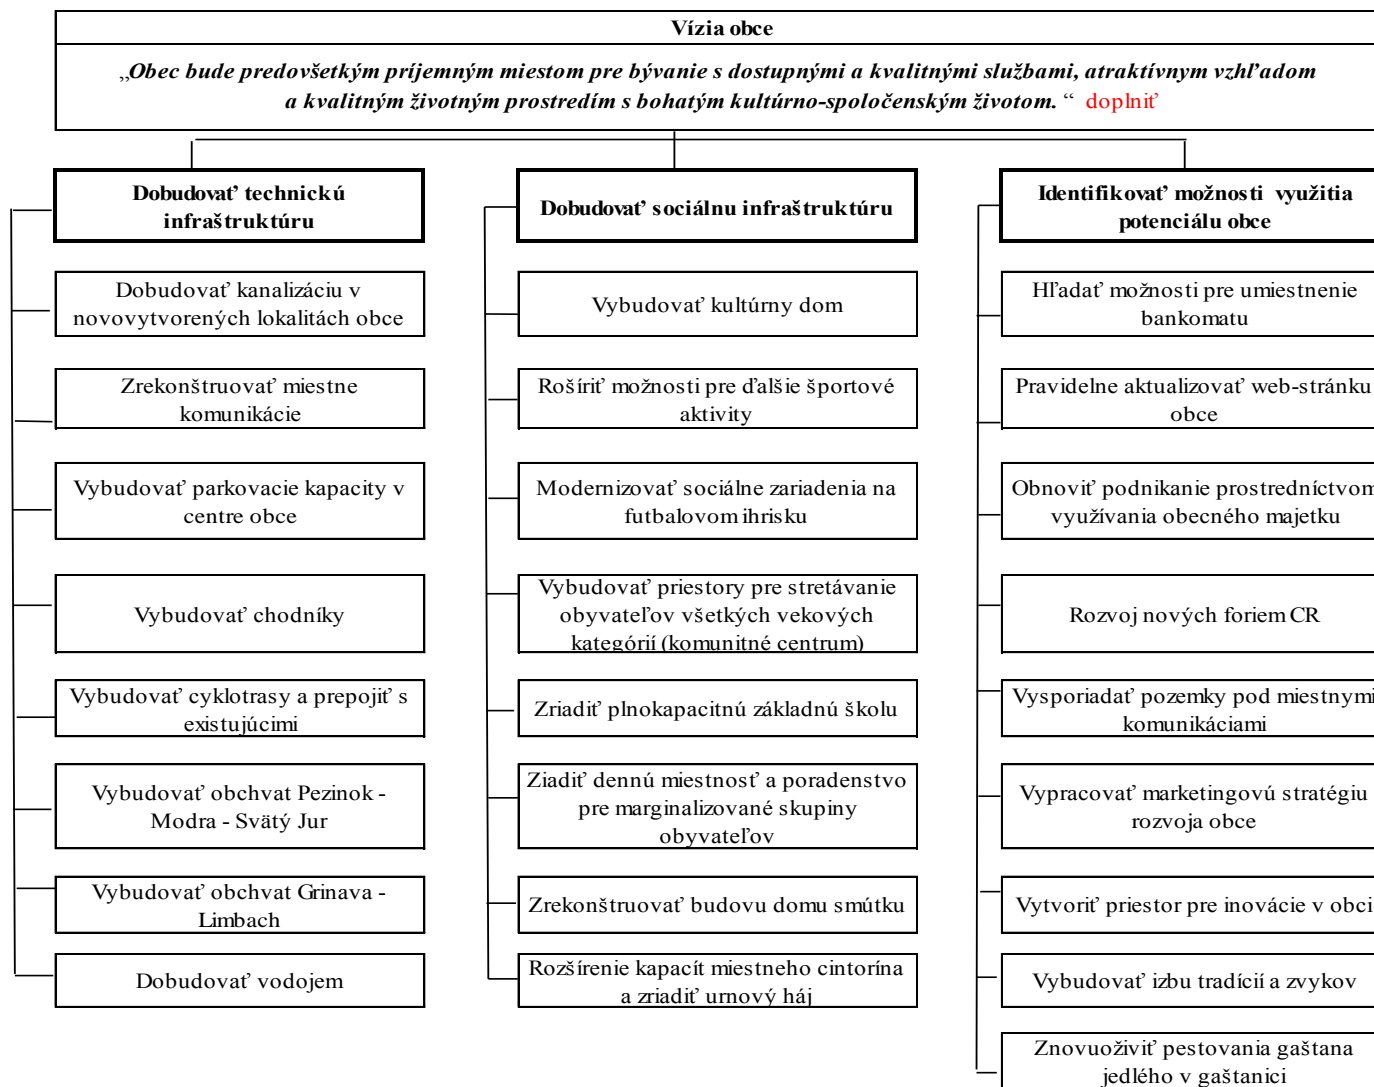 Vízia obce
„Obec bude predovšetkým príjemným miestom pre bývanie s dostupnými a kvalitnými službami, atraktívnym vzhľadom
a kvalitným životným prostredím s bohatým kultúrno-spoločenským životom. “ doplniť
Dobudovať technickú
infraštruktúru
Dobudovať kanalizáciu v
novovytvorených lokalitách obce
Zrekonštruovať miestne
komunikácie
Vybudovať parkovacie kapacity v
centre obce
Vybudovať chodníky
Vybudovať cyklotrasy a prepojiť s
existujúcimi
Vybudovať obchvat Pezinok -
Modra - Svätý Jur
Vybudovať obchvat Grinava -
Limbach
Dobudovať vodojem
Dobudovať sociálnu infraštruktúru
Vybudovať kultúrny dom
Rošíriť možnosti pre ďalšie športové
aktivity
Modernizovať sociálne zariadenia na
futbalovom ihrisku
Vybudovať priestory pre stretávanie
obyvateľov všetkých vekových
kategórií (komunitné centrum)
Zriadiť plnokapacitnú základnú školu
Ziadiť dennú miestnosť a poradenstvo
pre marginalizované skupiny
obyvateľov
Zrekonštruovať budovu domu smútku
Rozšírenie kapacít miestneho cintorína
a zriadiť urnový háj
Identifikovať možnosti využitia
potenciálu obce
Hľadať možnosti pre umiestnenie
bankomatu
Pravidelne aktualizovať web-stránku
obce
Obnoviť podnikanie prostredníctvom
využívania obecného majetku
Rozvoj nových foriem CR
Vysporiadať pozemky pod miestnymi
komunikáciami
Vypracovať marketingovú stratégiu
rozvoja obce
Vytvoriť priestor pre inovácie v obci
Vybudovať izbu tradícií a zvykov
Znovuoživiť pestovania gaštana
jedlého v gaštanici